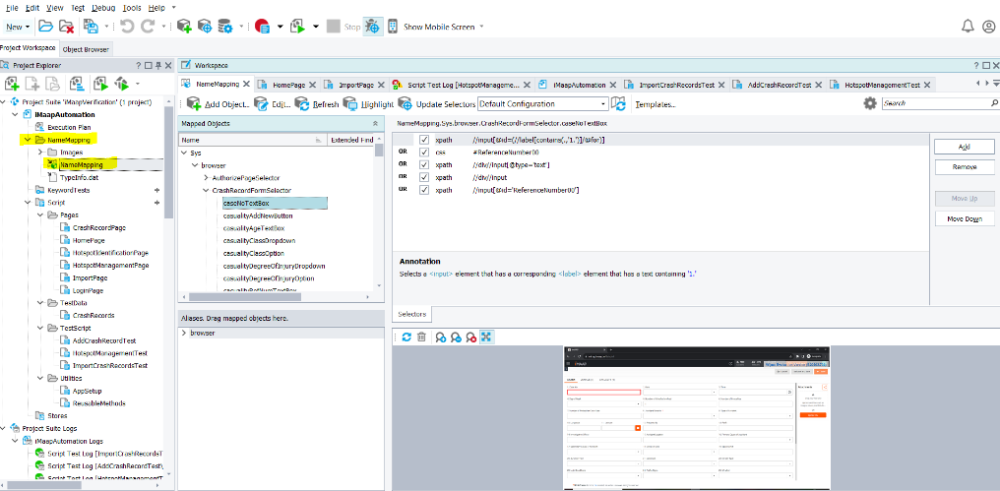 File Edit View Test Debug Tools Help
New Stop Show Mobile Screen
Project Workspace Object Browser
Project Explorer
Workspace
Project Suite 'iMaapVerification' (1 project)
iMaapAutomation
Execution Plan
NameMapping
Images
NameMapping
TypeInfo.dat
KeywordTests
Script
Pages
CrashRecordPage
HomePage
HotspotIdentificationPage
HotspotManagementPage
ImportPage
LoginPage
TestData
CrashRecords
TestScript
AddCrashRecordTest
HotspotManagementTest
ImportCrashRecordsTest
Utilities
AppSetup
ReusableMethods
Stores
Project Suite Logs
iMaapAutomation Logs
Script Test Log [ImportCrashRecordsT
Script Test Log [AddCrashRecordTest\
Script Test Log [HotspotManagementT
NameMapping HomePage ImportPage Script Test Log [HotspotManageme... iMaapAutomation ImportCrashRecordsTest AddCrashRecordTest HotspotManagementTest
Add Object... Edit... Refresh Highlight Update Selectors Default Configuration Templates... Search
Mapped Objects
Name Extended Find
Sys
browser
AuthorizePageSelector
CrashRecordFormSelector
caseNoTextBox
casualityAddNewButton
casualityAgeTextBox
casualityClassDropdown
casualityClassOption
casualityDegreeOfInjuryDropdown
casualityDegreeOfInjuryOption
casualityRefNumTextBox
Aliases. Drag mapped objects here.
browser
NameMapping.Sys.browser.CrashRecordFormSelector.caseNoTextBox
xpath //input[@id=(//label[contains(.,'1.')]/@for)]
OR css #ReferenceNumber00
OR xpath //div//input[@type='text']
OR xpath //div//input
OR xpath //input[@id='ReferenceNumber00']
Add
Remove
Move Up
Move Down
Annotation
Selects a <input> element that has a corresponding <label> element that has a text containing '1.'
Selectors